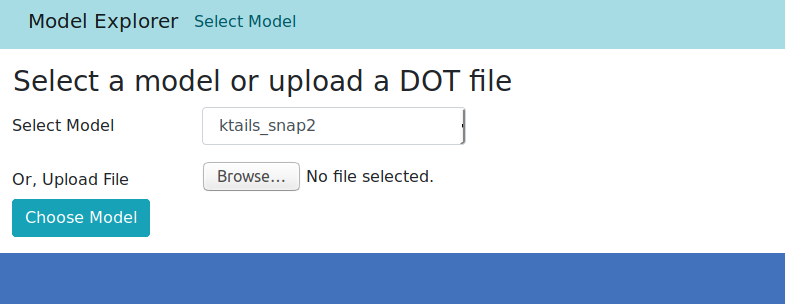 Model Explorer Select Model
Select a model or upload a DOT file
Select Model ktails_snap2
Or, Upload File Browse... No file selected.
Choose Model